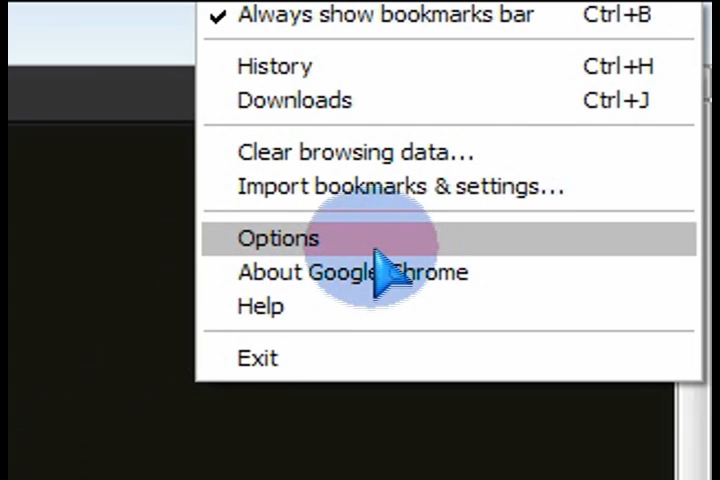 Always show bookmarks bar Ctrl+B
History Ctrl+H
Downloads Ctrl+J
Clear browsing data...
Import bookmarks & settings...
Options
About Google Chrome
Help
Exit